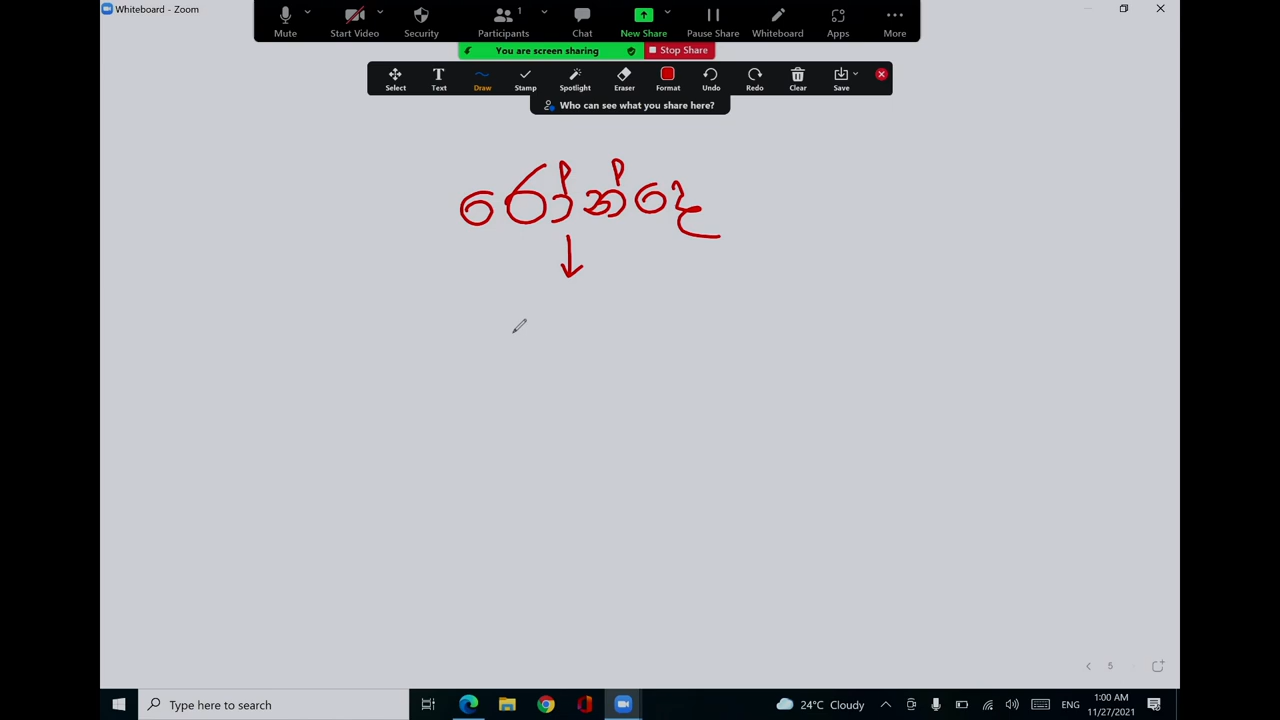 Whiteboard - Zoom
Mute
Start Video
Security
1
Participants
Chat
New Share
Pause Share
Whiteboard
Apps
More
You are screen sharing
Stop Share
Select
Text
Draw
Stamp
Spotlight
Eraser
Format
Undo
Redo
Clear
Save
Who can see what you share here?
5
Type here to search
24°C Cloudy
ENG
1:00 AM
11/27/2021